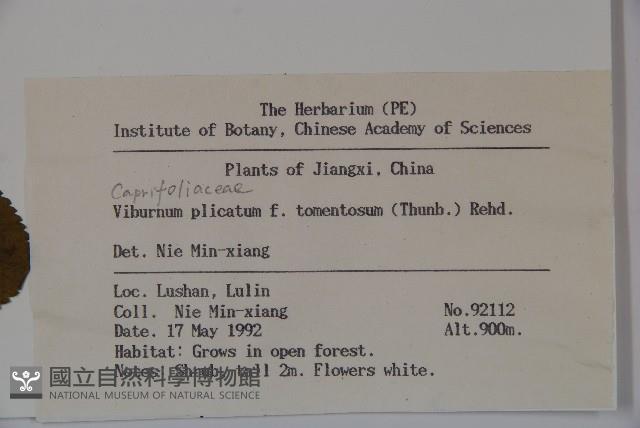 The Herbarium (PE)
Institute of Botany, Chinese Academy of Sciences
Plants of Jiangxi, China
Caprifoliaceae
Viburnum plicatum f. tomentosum (Thunb.) Rehd.
Det. Nie Min-xiang
Loc. Lushan, Lulin
Coll. Nie Min-xiang No.92112
Date. 17 May 1992 Alt.900m.
Habitat: Grows in open forest.
Notes. Shrub, tall 2m. Flowers white.
國立自然科學博物館
NATIONAL MUSEUM OF NATURAL SCIENCE